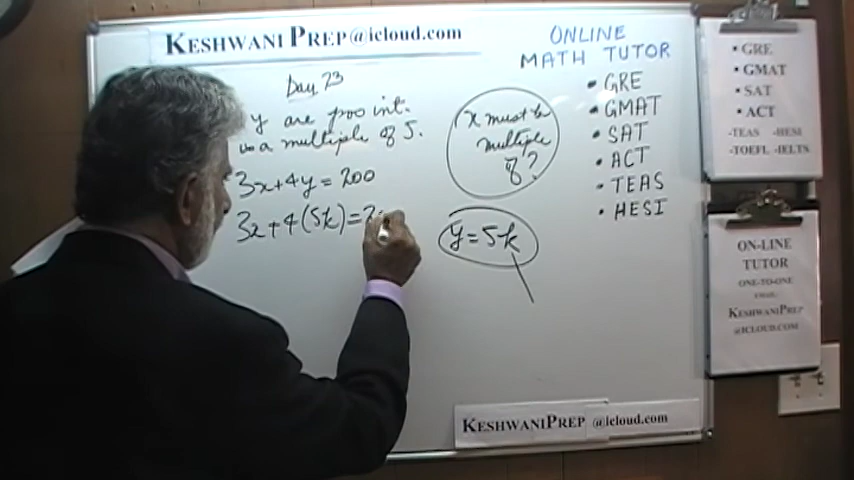 KESHWANI PREP @icloud.com
Day 23
y are poo int.
is a multiple of 5.
3x+4y=200
3x+4(5k)=2
x must be
multiple
of?
y=5k
ONLINE
MATH TUTOR
• GRE
• GMAT
• SAT
• ACT
• TEAS
• HESI
• GRE
• GMAT
• SAT
• ACT
-TEAS -HESI
-TOEFL -IELTS
ON-LINE
TUTOR
ONE-TO-ONE
EMAIL:
KESHWANIPREP
@ICLOUD.COM
KESHWANIPREP @icloud.com